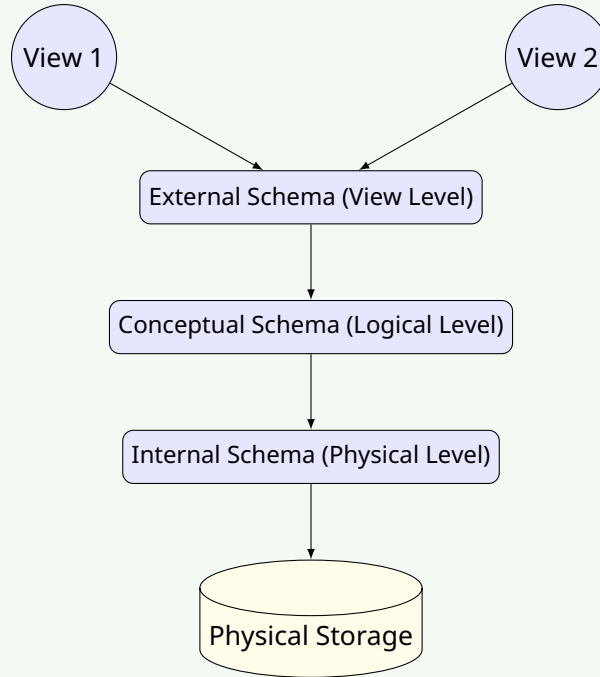 View 1
View 2
External Schema (View Level)
Conceptual Schema (Logical Level)
Internal Schema (Physical Level)
Physical Storage